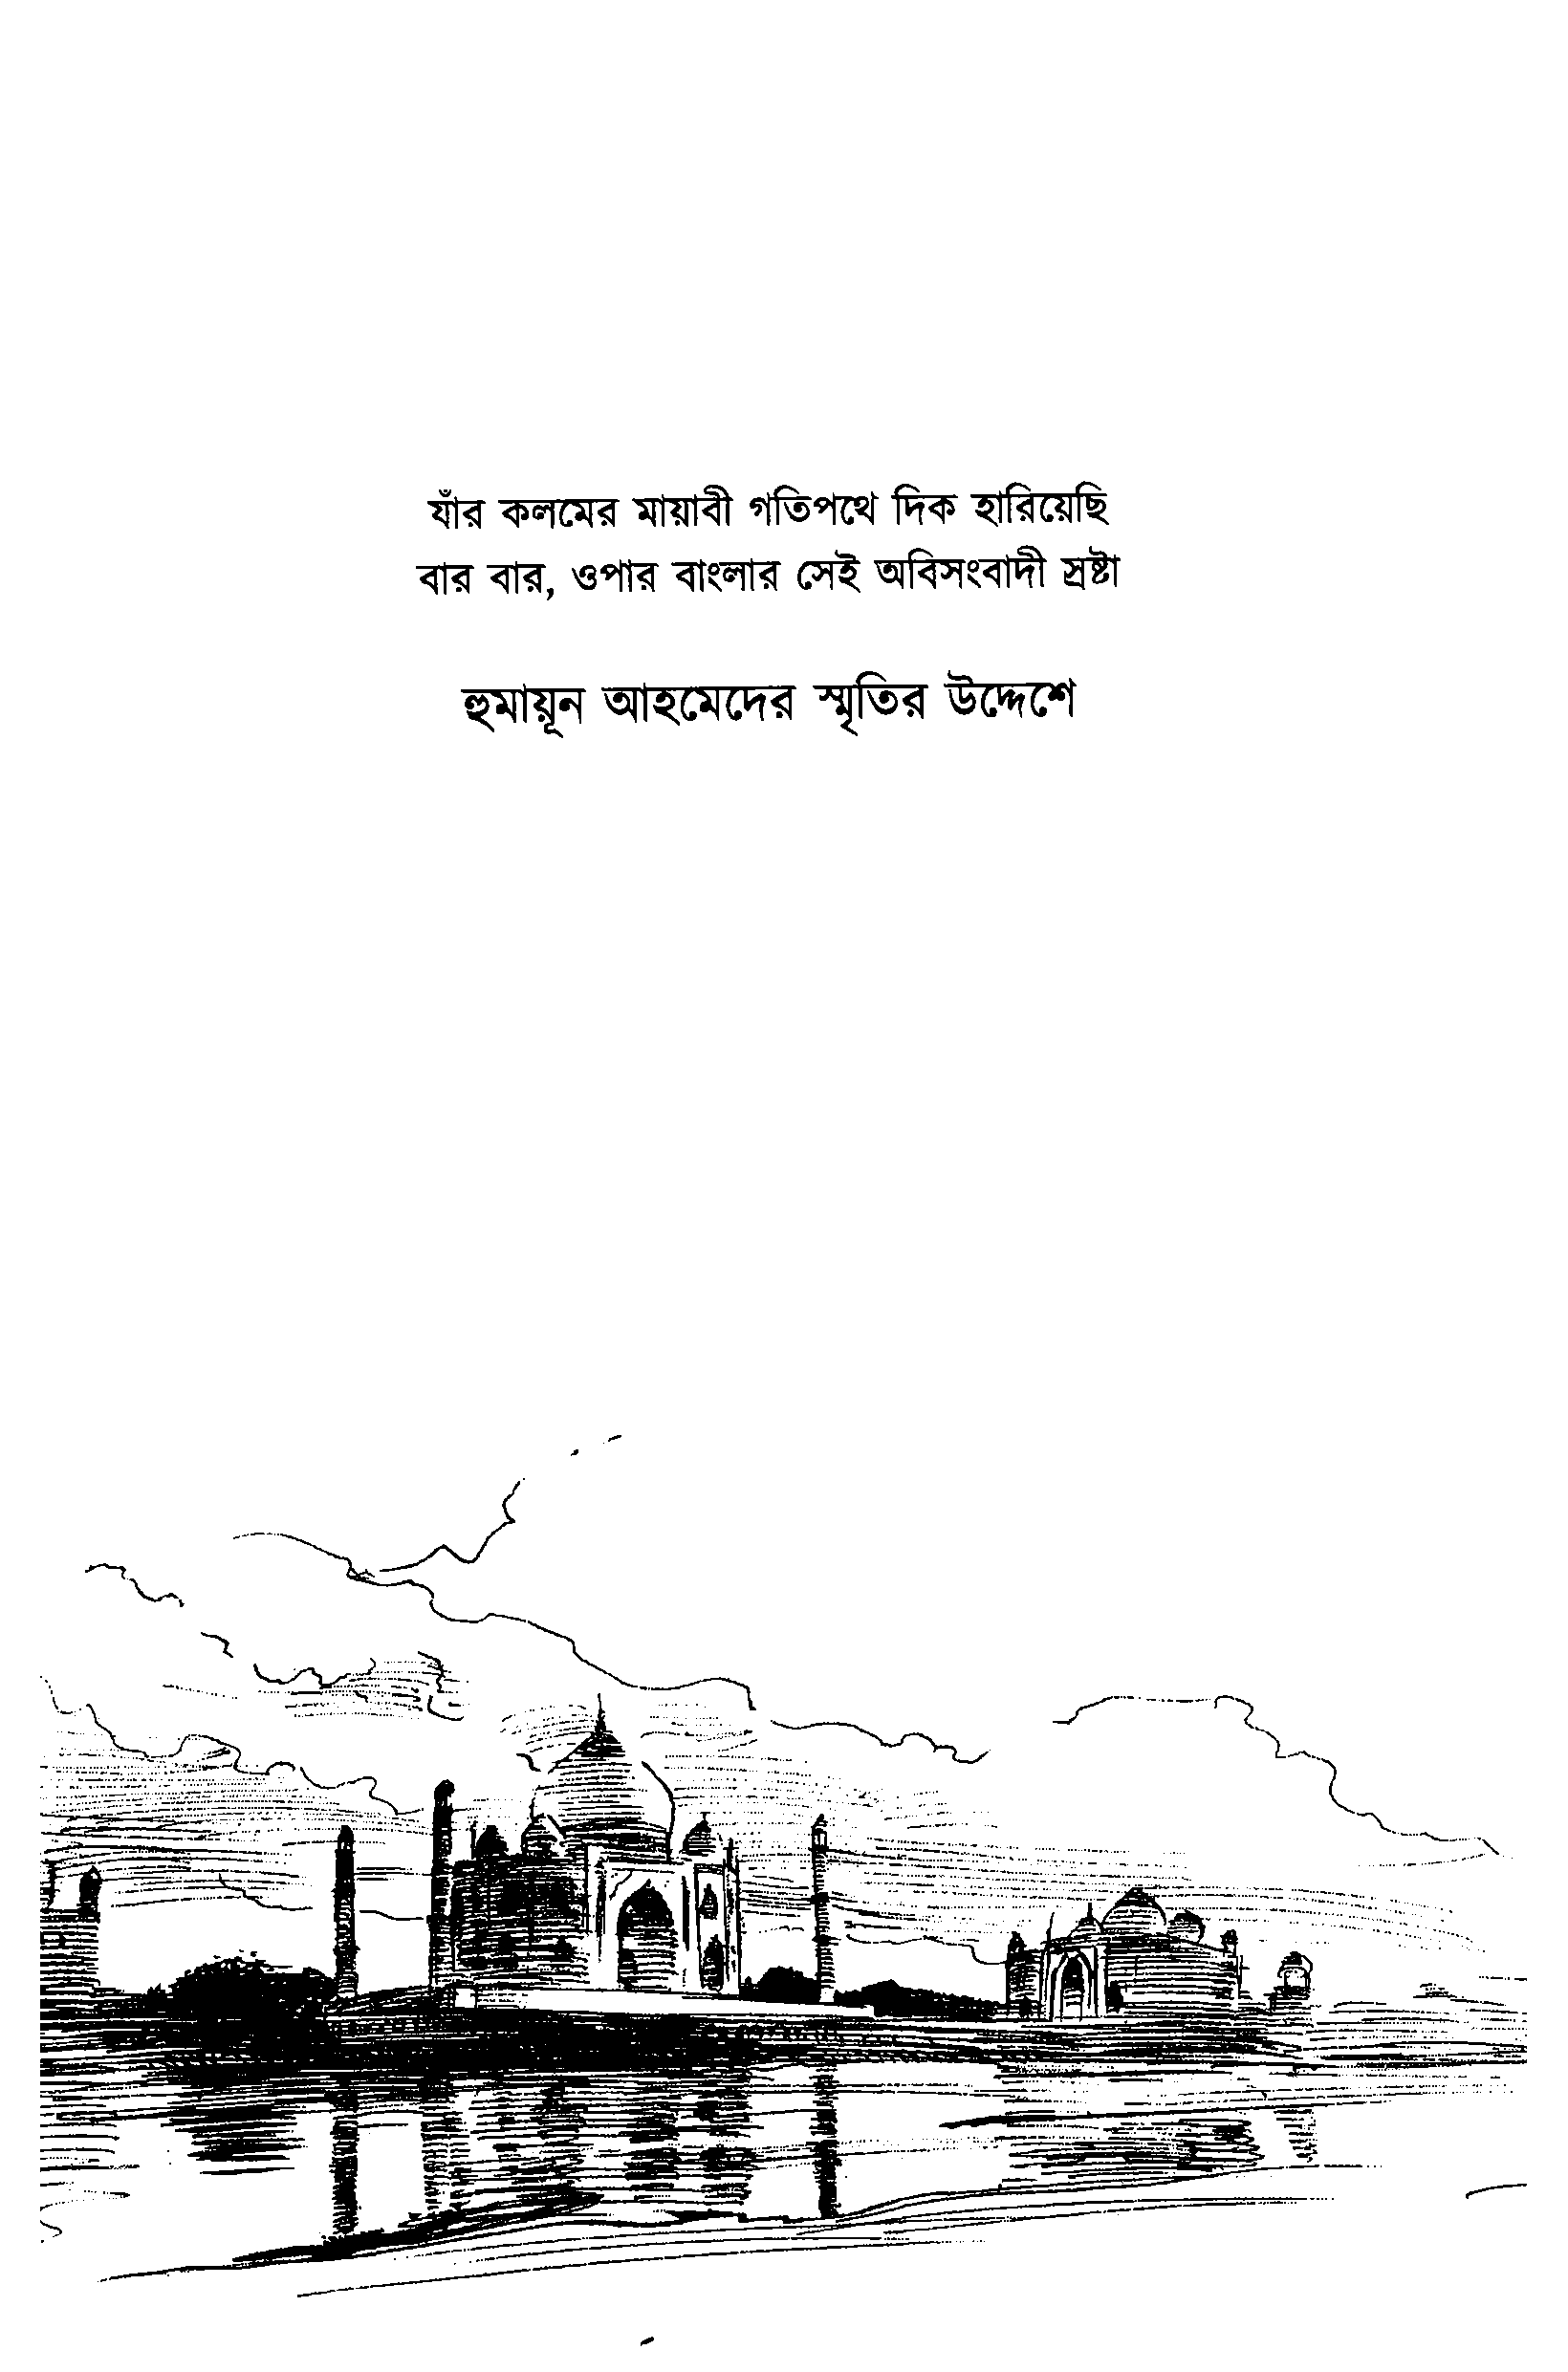 যাঁর কলমের মায়াবী গতিপথে দিক হারিয়েছি
বার বার, ওপার বাংলার সেই অবিসংবাদী স্রষ্টা
হুমায়ূন আহমেদের স্মৃতির উদ্দেশে